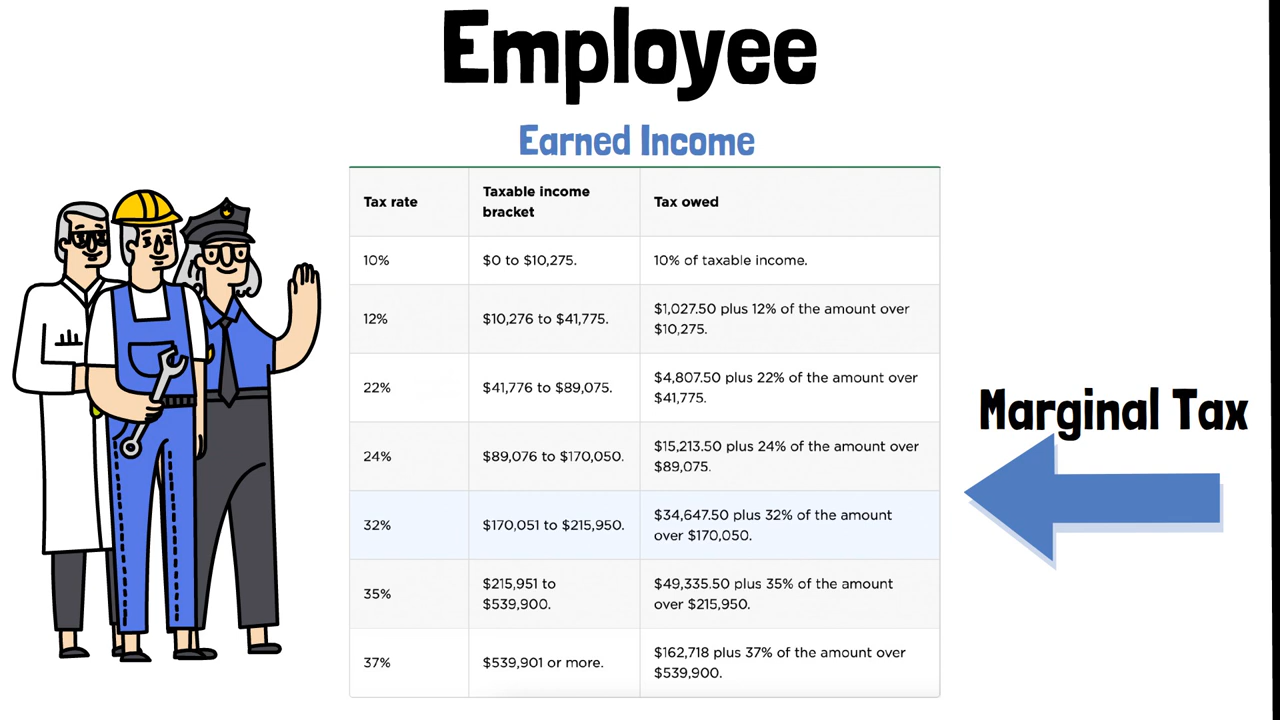 Employee
Earned Income
Tax rate
Taxable income
bracket
Tax owed
10%
$0 to $10,275.
10% of taxable income.
12%
$10,276 to $41,775.
$1,027.50 plus 12% of the amount over
$10,275.
22%
$41,776 to $89,075.
$4,807.50 plus 22% of the amount over
$41,775.
24%
$89,076 to $170,050.
$15,213.50 plus 24% of the amount over
$89,075.
32%
$170,051 to $215,950.
$34,647.50 plus 32% of the amount
over $170,050.
35%
$215,951 to
$539,900.
$49,335.50 plus 35% of the amount
over $215,950.
37%
$539,901 or more.
$162,718 plus 37% of the amount over
$539,900.
Marginal Tax